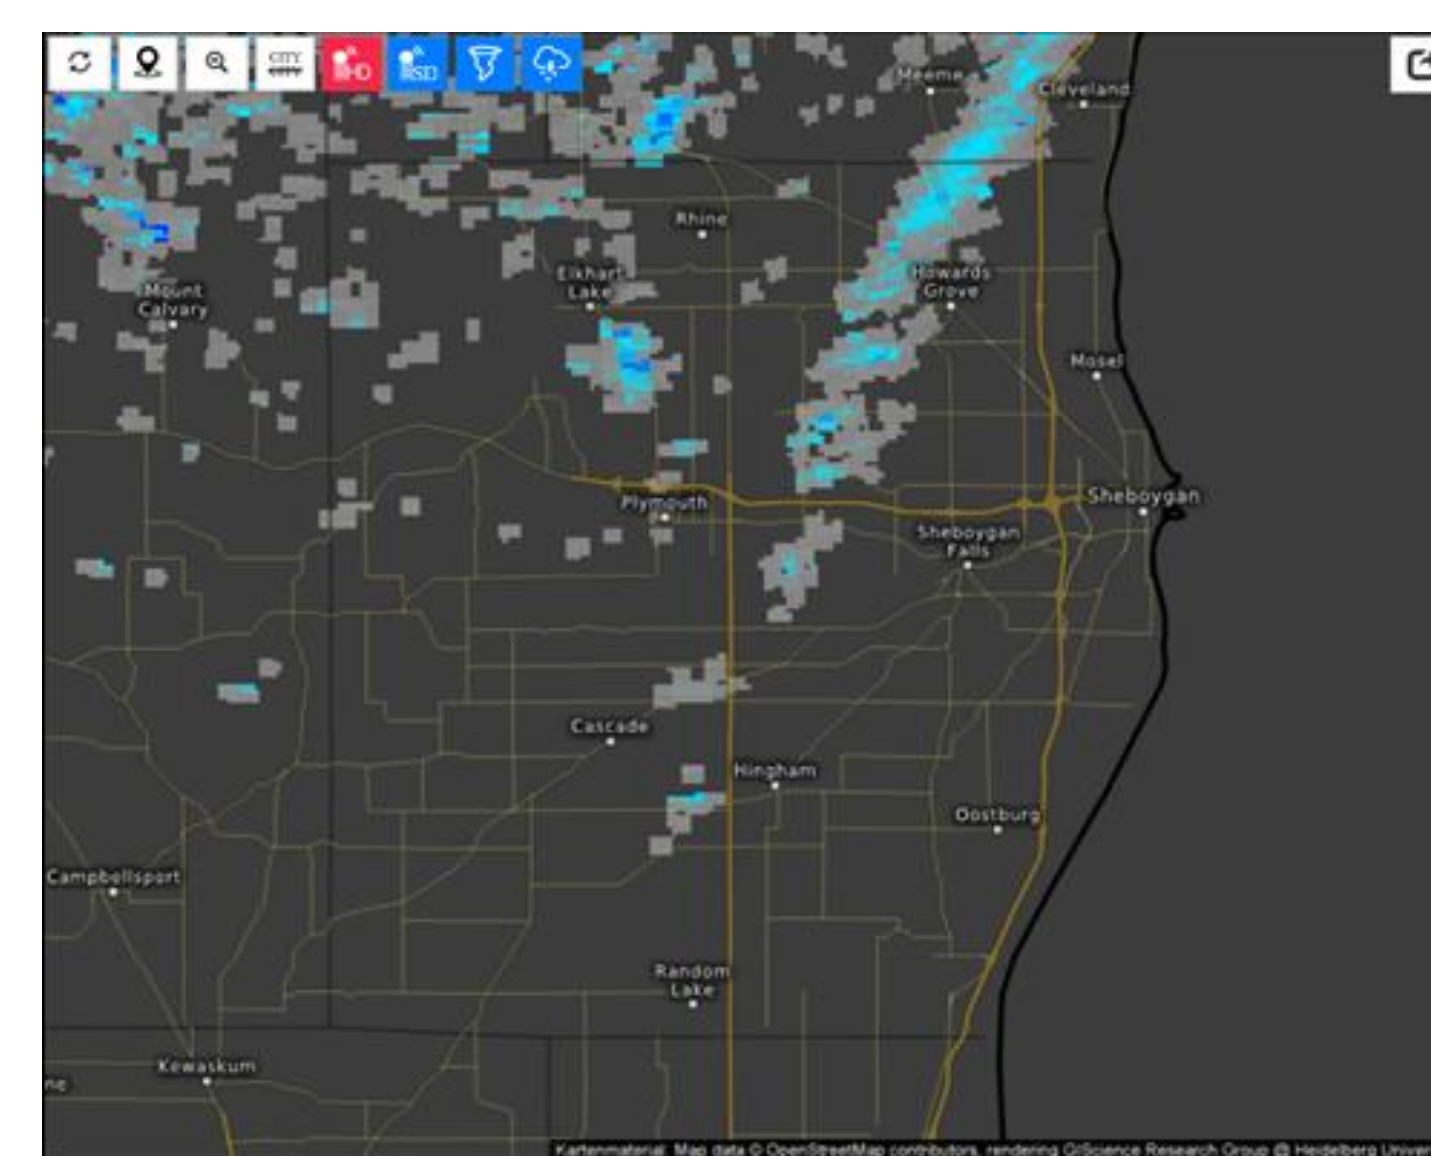 CITY
HD
SD
Meeme
Cleveland
Rhine
Elkhart
Lake
Howards
Grove
Mount
Calvary
Mosel
Plymouth
Sheboygan
Sheboygan
Falls
Cascade
Hingham
Oostburg
Campbellsport
Random
Lake
Kewaskum
ne
Kartenmaterial: Map data © OpenStreetMap contributors, rendering GIScience Research Group @ Heidelberg Univer